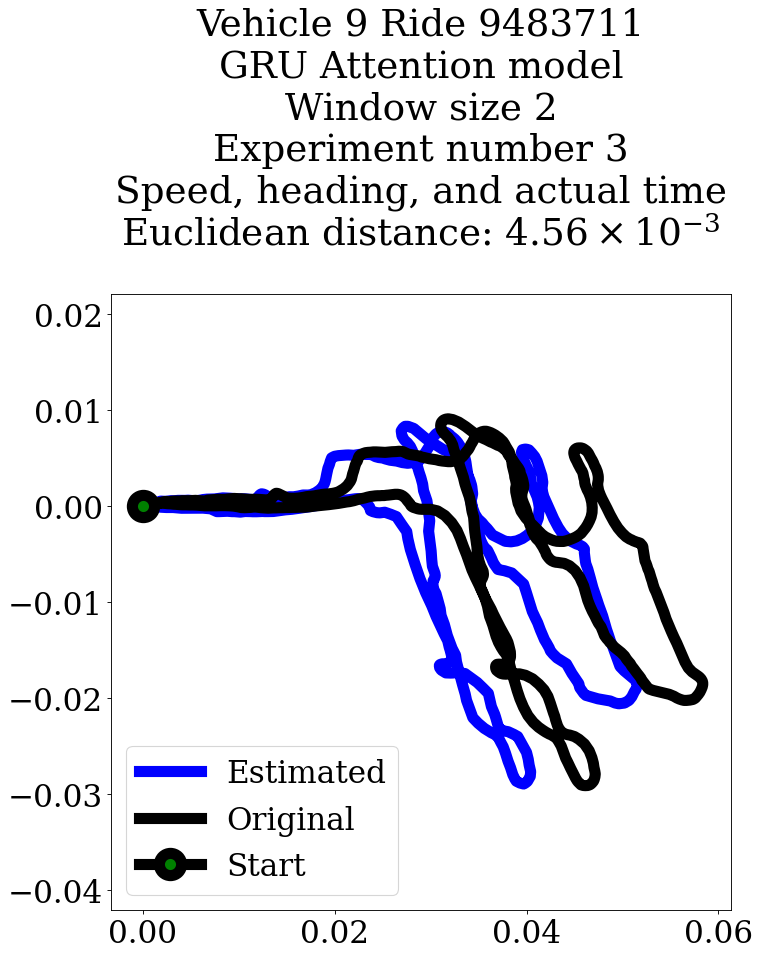 Vehicle 9 Ride 9483711
GRU Attention model
Window size 2
Experiment number 3
Speed, heading, and actual time
Euclidean distance: 4.56 × 10⁻³
0.02
0.01
0.00
−0.01
−0.02
−0.03
−0.04
Estimated
Original
Start
0.00 0.02 0.04 0.06